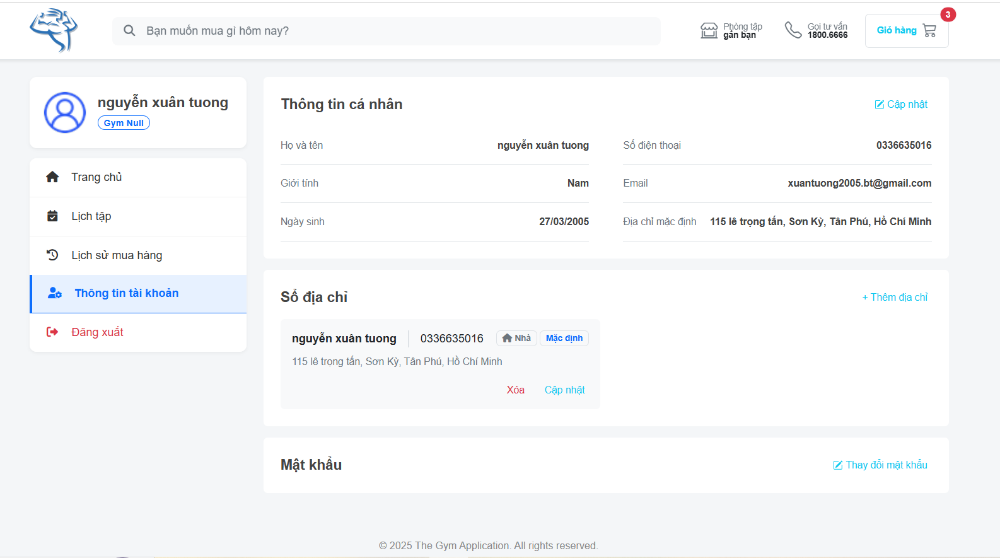 Bạn muốn mua gì hôm nay?
Phòng tập
gần bạn
Gọi tư vấn
1800.6666
Giỏ hàng
3
nguyễn xuân tuong
Gym Null
Trang chủ
Lịch tập
Lịch sử mua hàng
Thông tin tài khoản
Đăng xuất
Thông tin cá nhân
Cập nhật
Họ và tên nguyễn xuân tuong
Số điện thoại 0336635016
Giới tính Nam
Email xuantuong2005.bt@gmail.com
Ngày sinh 27/03/2005
Địa chỉ mặc định 115 lê trọng tấn, Sơn Kỳ, Tân Phú, Hồ Chí Minh
Sổ địa chỉ
+ Thêm địa chỉ
nguyễn xuân tuong 0336635016 Nhà Mặc định
115 lê trọng tấn, Sơn Kỳ, Tân Phú, Hồ Chí Minh
Xóa Cập nhật
Mật khẩu
Thay đổi mật khẩu
© 2025 The Gym Application. All rights reserved.